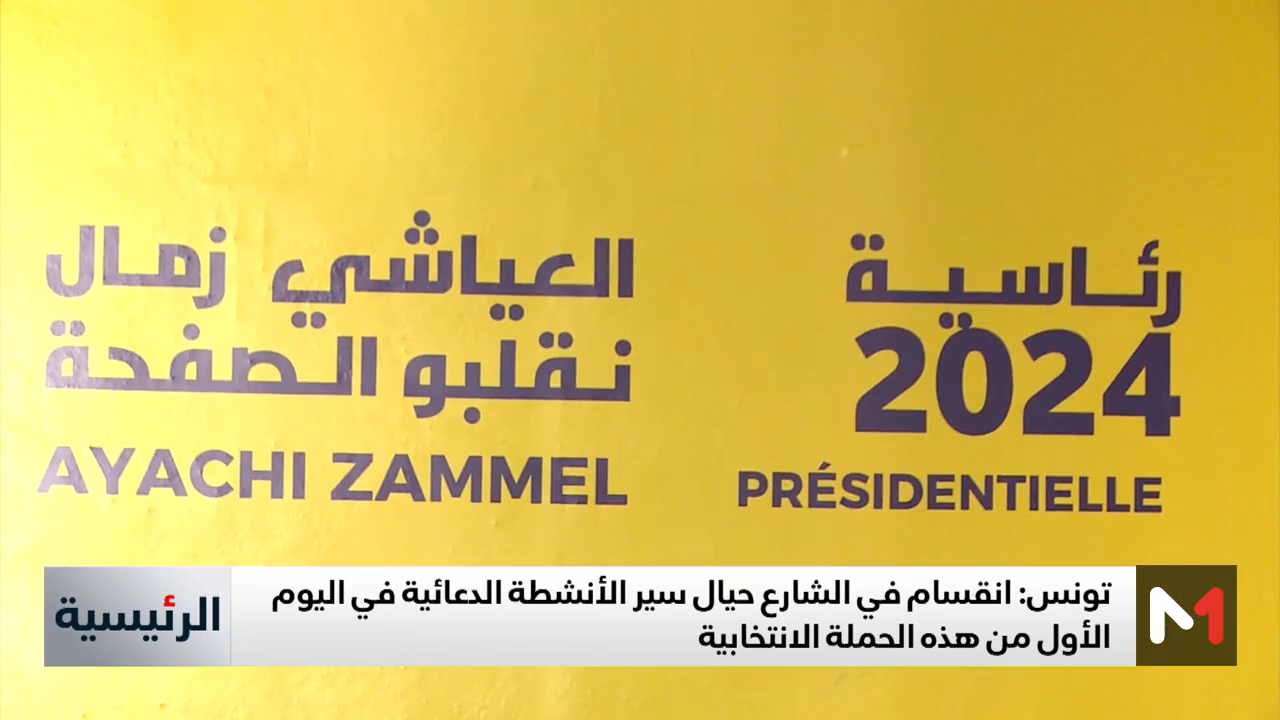 رئاسية
2024
PRÉSIDENTIELLE
العياشي زمال
نقلبو الصفحة
AYACHI ZAMMEL
تونس: انقسام في الشارع حيال سير الأنشطة الدعائية في اليوم
الأول من هذه الحملة الانتخابية
الرئيسية
M1